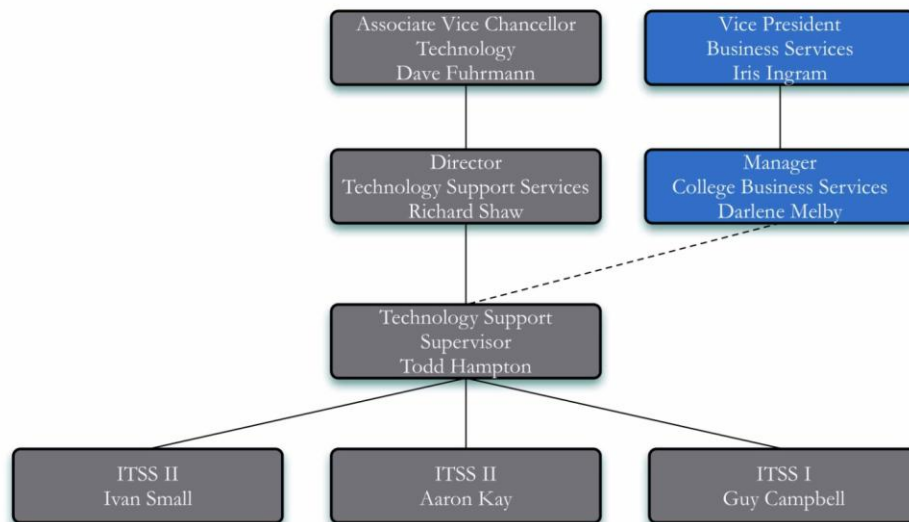 Associate Vice Chancellor
Technology
Dave Fuhrmann
Vice President
Business Services
Iris Ingram
Director
Technology Support Services
Richard Shaw
Manager
College Business Services
Darlene Melby
Technology Support
Supervisor
Todd Hampton
ITSS II
Ivan Small
ITSS II
Aaron Kay
ITSS I
Guy Campbell